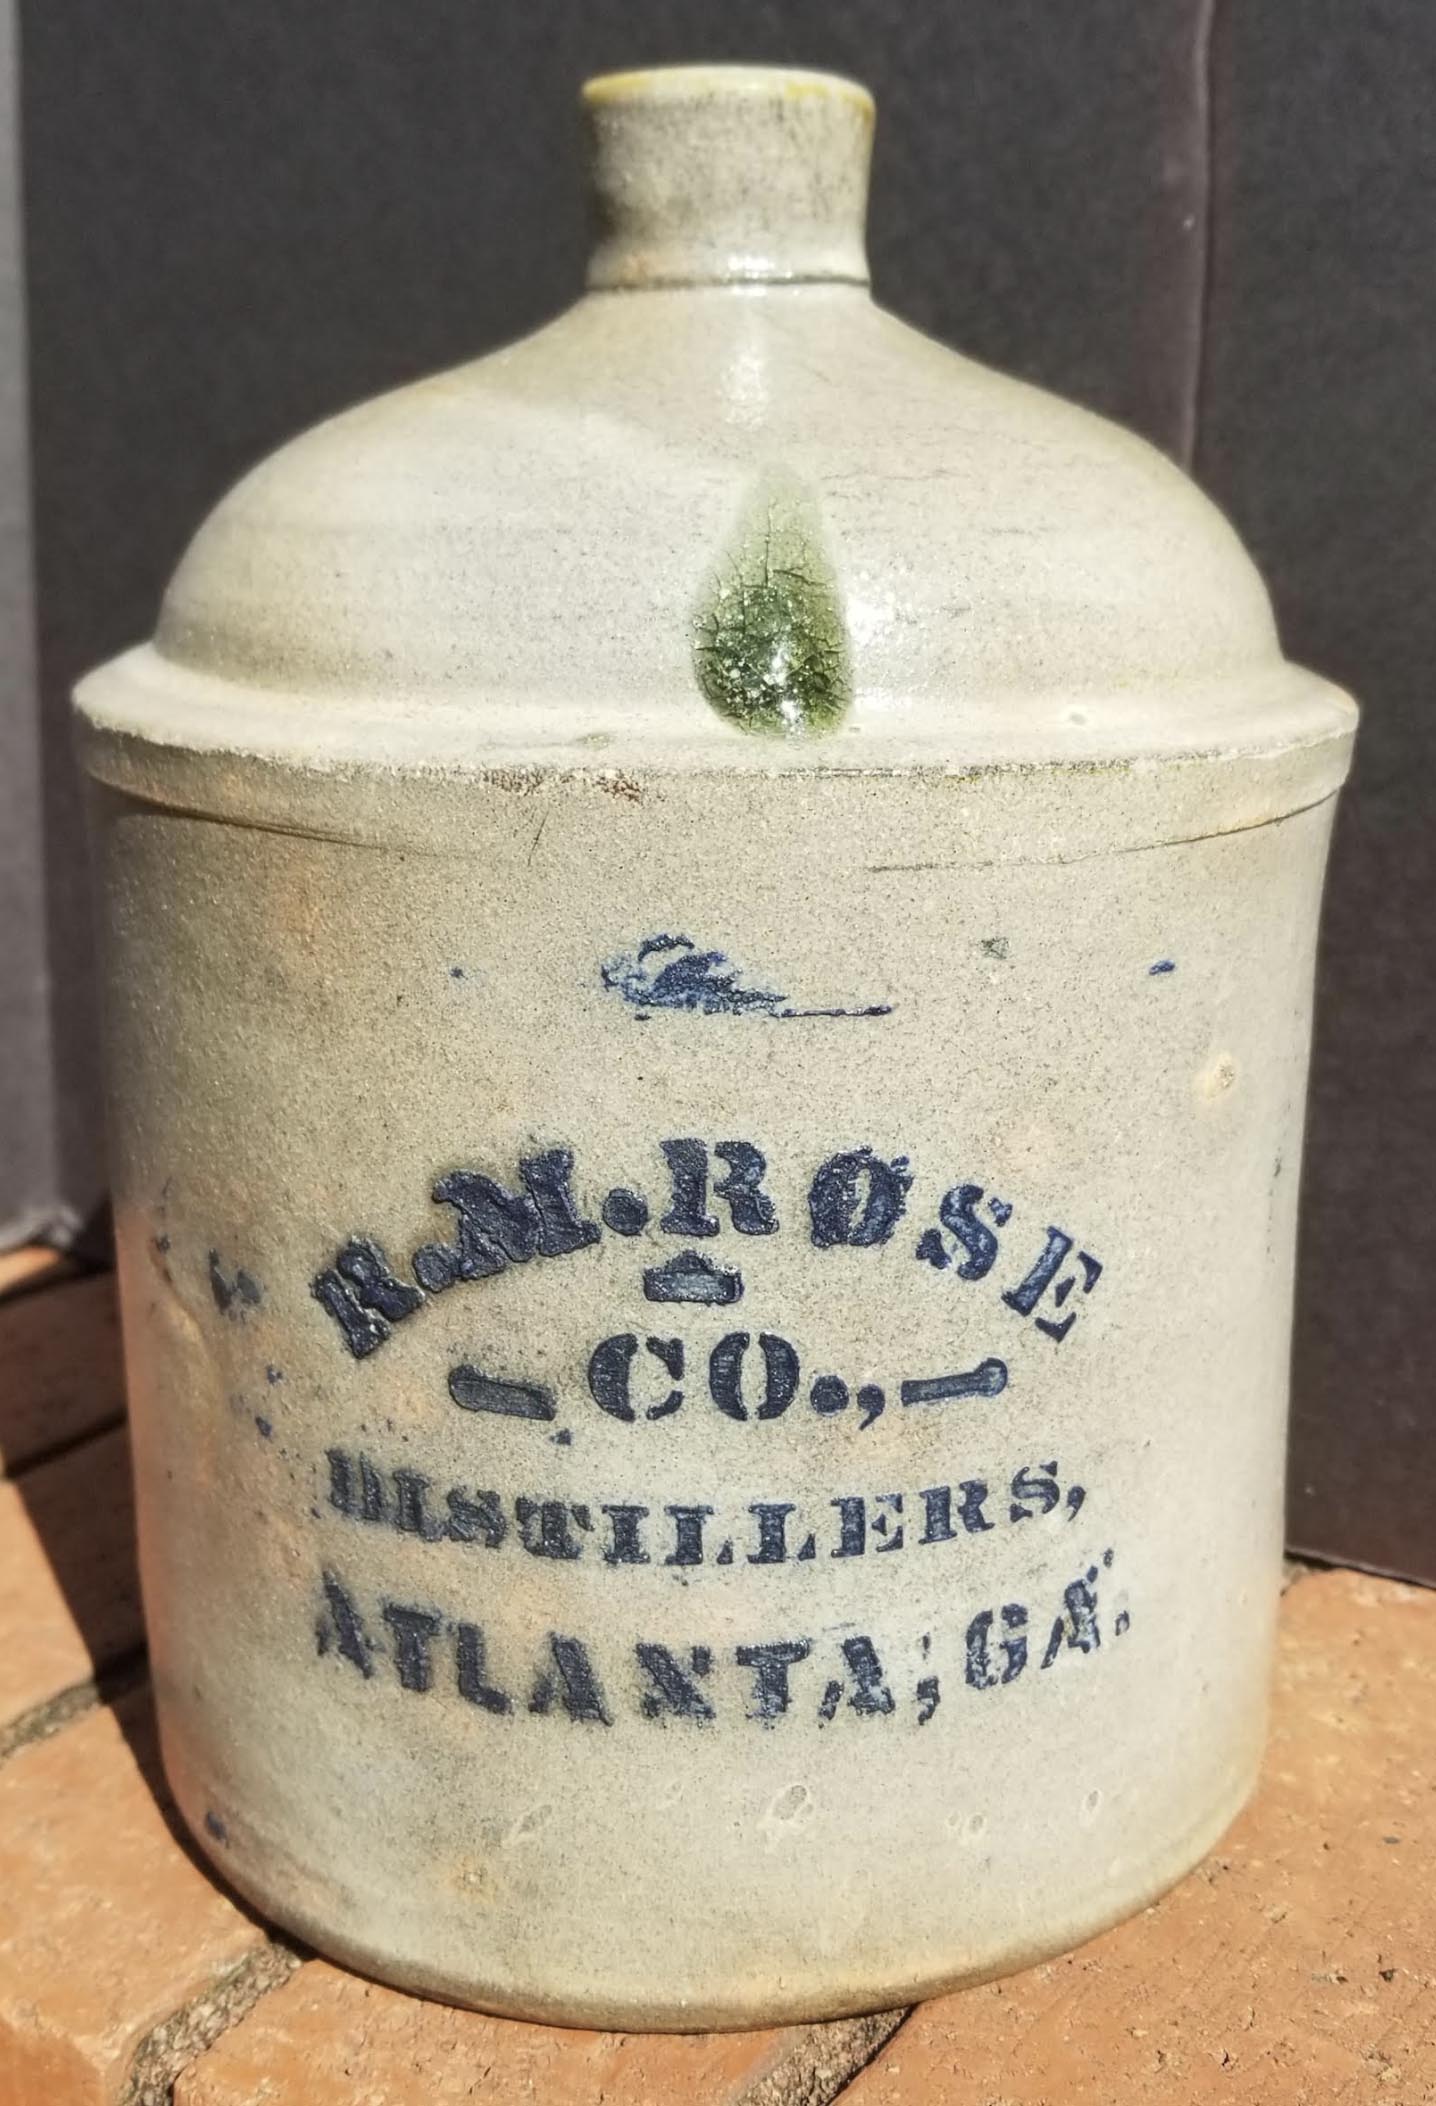 R.M.ROSE
CO.,
DISTILLERS,
ATLANTA, GA.